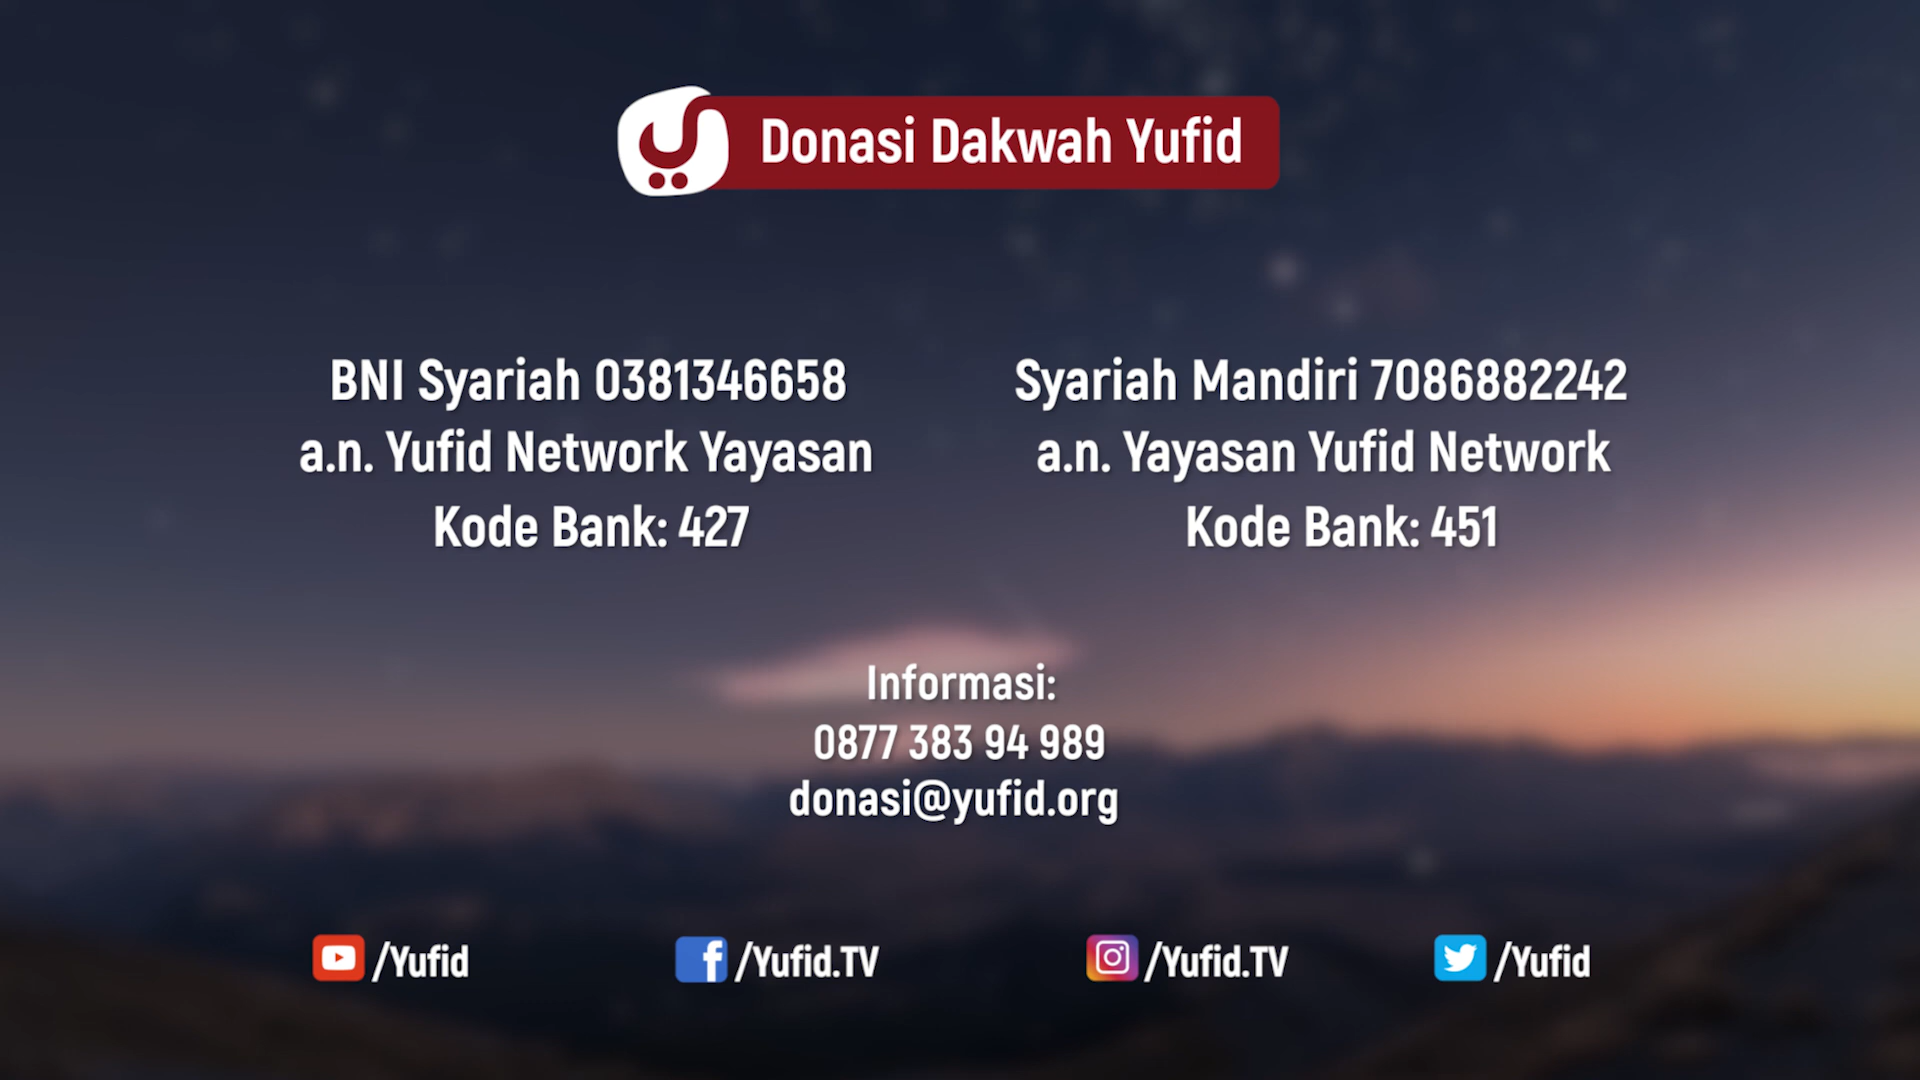 Donasi Dakwah Yufid
BNI Syariah 0381346658
a.n. Yufid Network Yayasan
Kode Bank: 427
Syariah Mandiri 7086882242
a.n. Yayasan Yufid Network
Kode Bank: 451
Informasi:
0877 383 94 989
donasi@yufid.org
/Yufid
/Yufid.TV
/Yufid.TV
/Yufid